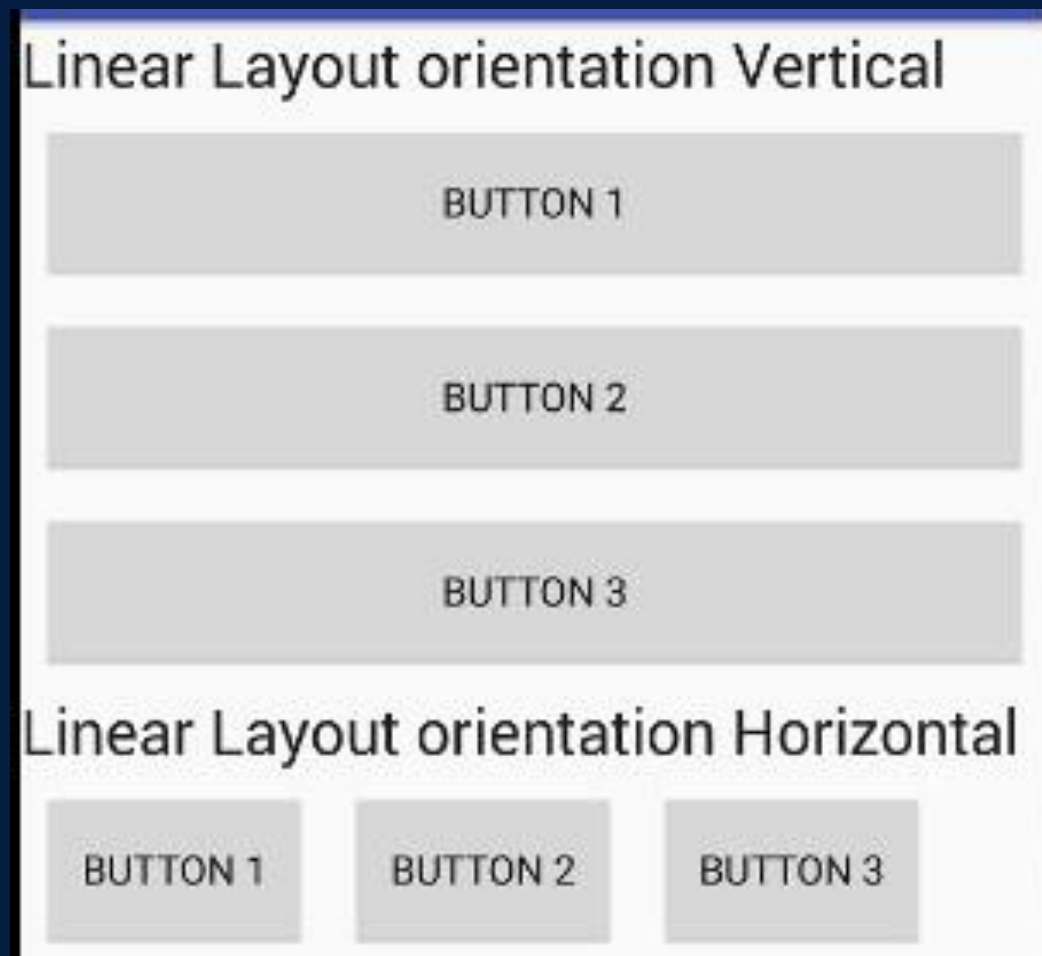 Linear Layout orientation Vertical
BUTTON 1
BUTTON 2
BUTTON 3
Linear Layout orientation Horizontal
BUTTON 1 BUTTON 2 BUTTON 3